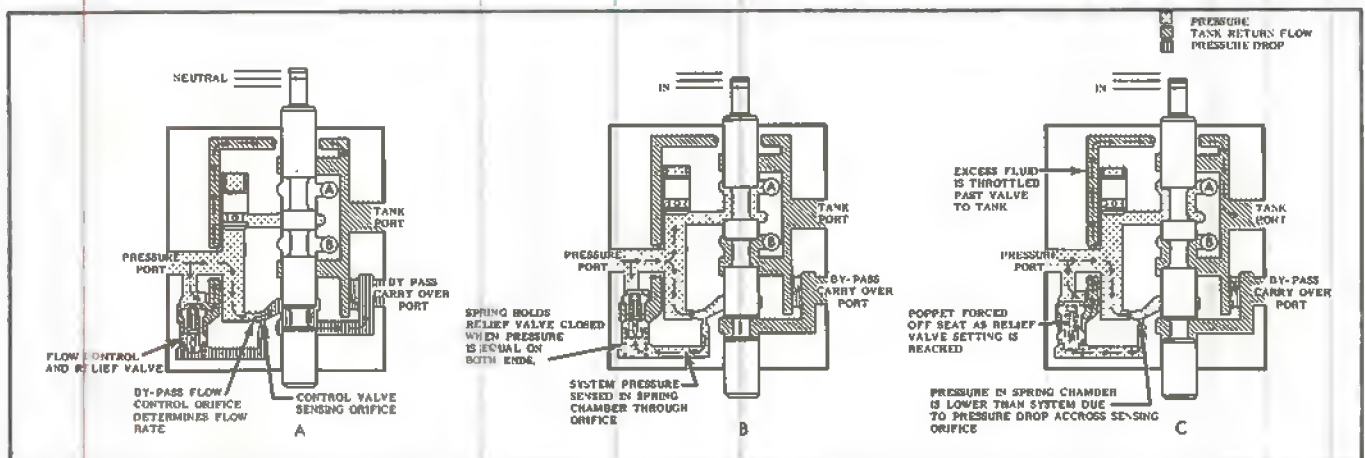 PRESSURE
TANK RETURN FLOW
PRESSURE DROP
NEUTRAL
A
B
TANK
PORT
PRESSURE
PORT
BY PASS
CARRY OVER
PORT
FLOW CONTROL
AND RELIEF VALVE
BY-PASS FLOW
CONTROL ORIFICE
DETERMINES FLOW
RATE
CONTROL VALVE
SENSING ORIFICE
A
IN
A
B
TANK
PORT
PRESSURE
PORT
BY-PASS
CARRY OVER
PORT
SPRING HOLDS
RELIEF VALVE CLOSED
WHEN PRESSURE
IS EQUAL ON
BOTH ENDS.
SYSTEM PRESSURE
SENSED IN SPRING
CHAMBER THROUGH
ORIFICE
B
IN
EXCESS FLUID
IS THROTTLED
PAST VALVE
TO TANK
A
B
TANK
PORT
PRESSURE
PORT
BY-PASS
CARRY OVER
PORT
POPPET FORCED
OFF SEAT AS RELIEF
VALVE SETTING IS
REACHED
PRESSURE IN SPRING CHAMBER
IS LOWER THAN SYSTEM DUE
TO PRESSURE DROP ACCROSS SENSING
ORIFICE
C